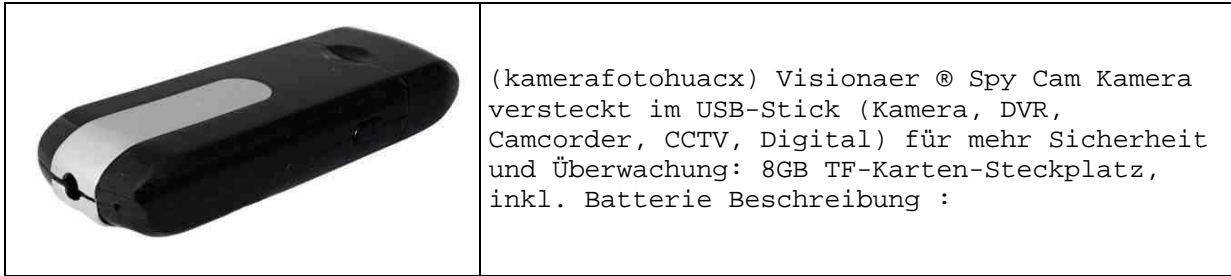 (kamerafotohuacx) Visionaer ® Spy Cam Kamera
versteckt im USB-Stick (Kamera, DVR,
Camcorder, CCTV, Digital) für mehr Sicherheit
und Überwachung: 8GB TF-Karten-Steckplatz,
inkl. Batterie Beschreibung :